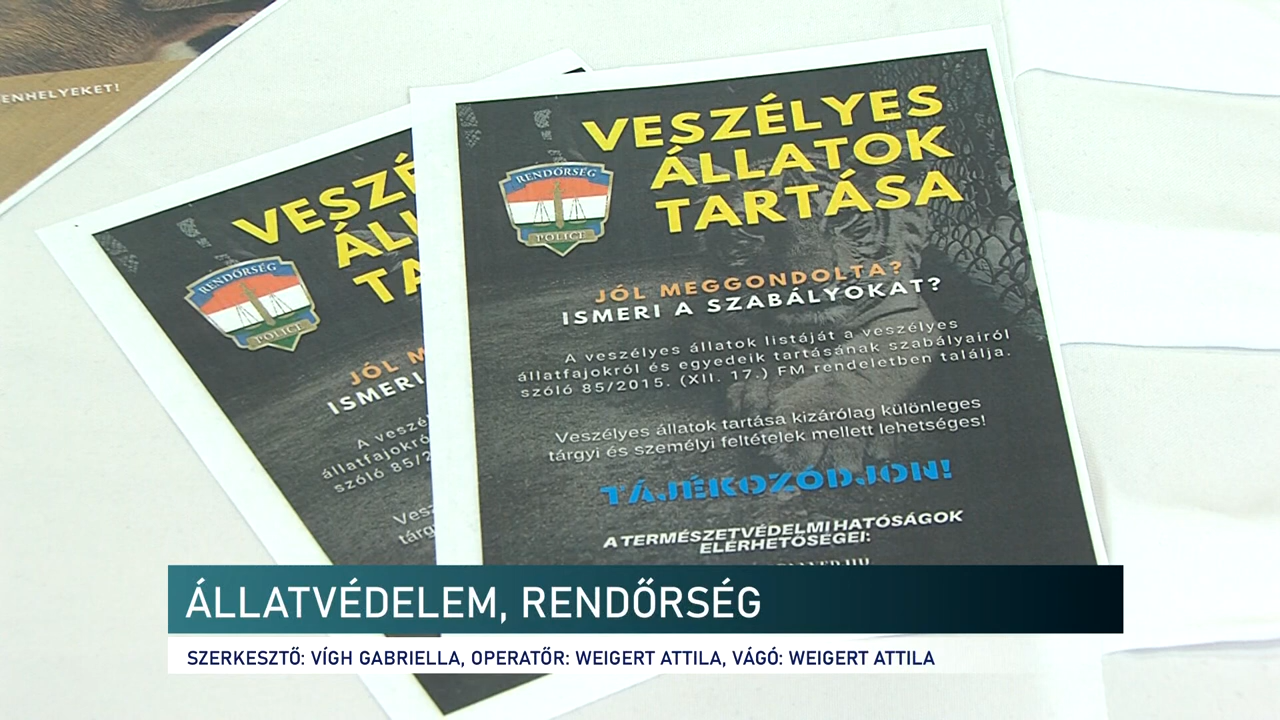 ENHELYEKET!
VESZÉ
ÁLL
TA
RENDŐRSÉG
POLICE
JÓL M
ISMERI
A veszél
állatfajokró
szóló 85/2
Vesz
tárg
VESZÉLYES
ÁLLATOK
TARTÁSA
RENDŐRSÉG
POLICE
JÓL MEGGONDOLTA?
ISMERI A SZABÁLYOKAT?
A veszélyes állatok listáját a veszélyes
állatfajokról és egyedeik tartásának szabályairól
szóló 85/2015. (XII. 17.) FM rendeletben találja.
Veszélyes állatok tartása kizárólag különleges
tárgyi és személyi feltételek mellett lehetséges!
TÁJÉKOZÓDJON!
A TERMÉSZETVÉDELMI HATÓSÁGOK
ELÉRHETŐSÉGEI:
ÁLLATVÉDELEM, RENDŐRSÉG
SZERKESZTŐ: VÍGH GABRIELLA, OPERATŐR: WEIGERT ATTILA, VÁGÓ: WEIGERT ATTILA